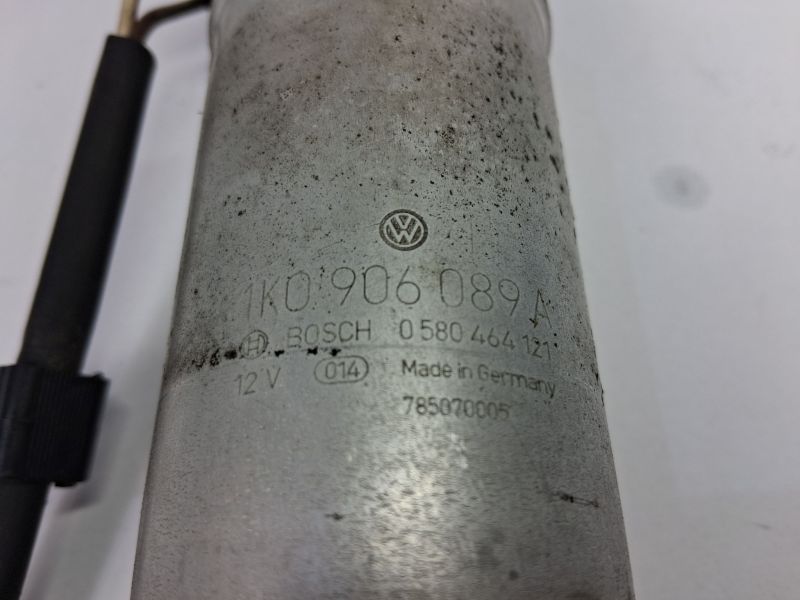 1K0 906 089 A
BOSCH 0 580 464 121
12 V 014 Made in Germany
785070005